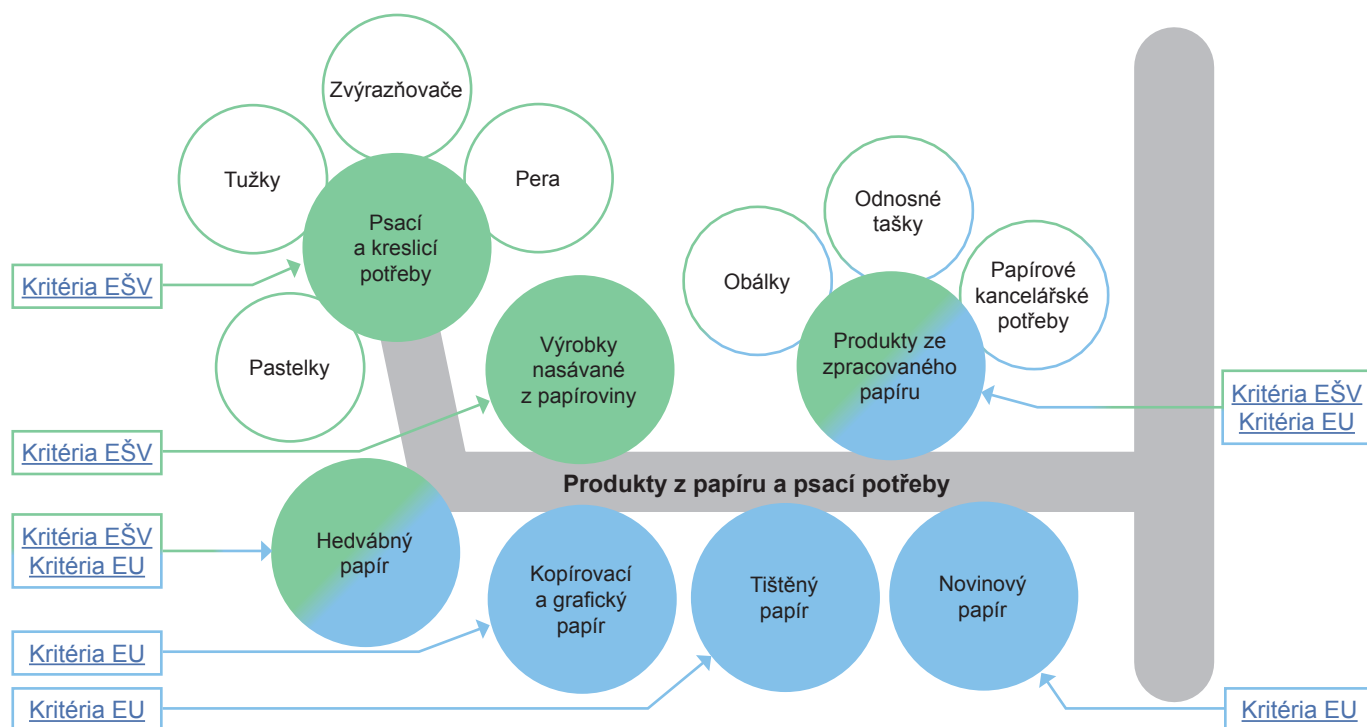 Zvýrazňovače
Tužky
Pera
Psací
a kreslicí
potřeby
Kritéria EŠV
Pastelky
Odnosné
tašky
Obálky
Papírové
kancelářské
potřeby
Výrobky
nasávané
z papíroviny
Produkty ze
zpracovaného
papíru
Kritéria EŠV
Kritéria EU
Kritéria EŠV
Produkty z papíru a psací potřeby
Kritéria EŠV
Kritéria EU
Hedvábný
papír
Kopírovací
a grafický
papír
Tištěný
papír
Novinový
papír
Kritéria EU
Kritéria EU
Kritéria EU